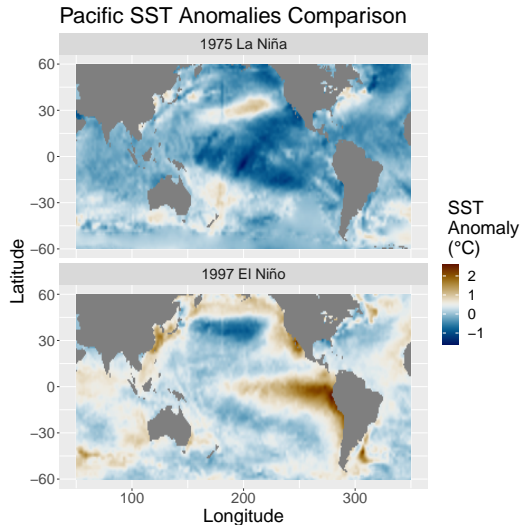 Pacific SST Anomalies Comparison
1975 La Niña
60
30
0
−30
−60
1997 El Niño
60
30
0
−30
−60
100
200
300
Longitude
Latitude
SST
Anomaly
(°C)
2
1
0
−1